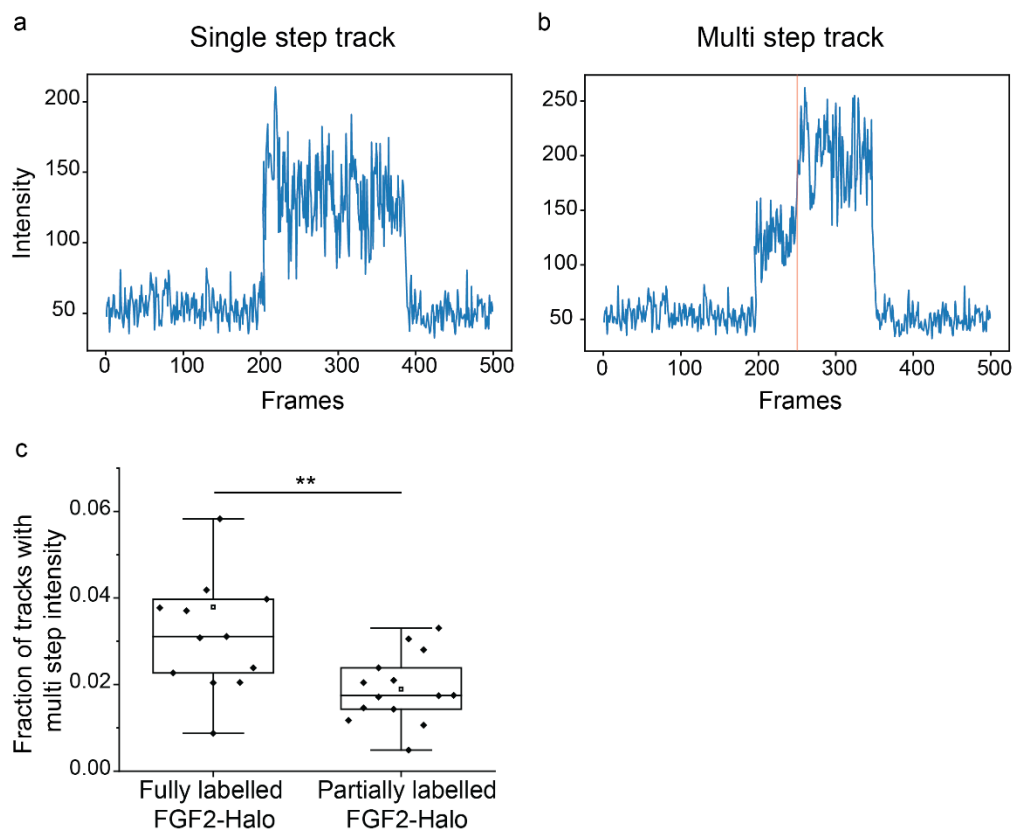 a
Single step track
Intensity
200
150
100
50
0 100 200 300 400 500
Frames
b
Multi step track
250
200
150
100
50
0 100 200 300 400 500
Frames
c
Fraction of tracks with
multi step intensity
**
0.06
0.04
0.02
0.00
Fully labelled
FGF2-Halo
Partially labelled
FGF2-Halo